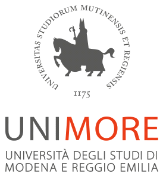 UNIVERSITAS STUDIORUM MUTINENSIS ET REGIENSIS
1175
UNIMORE
UNIVERSITÀ DEGLI STUDI DI
MODENA E REGGIO EMILIA